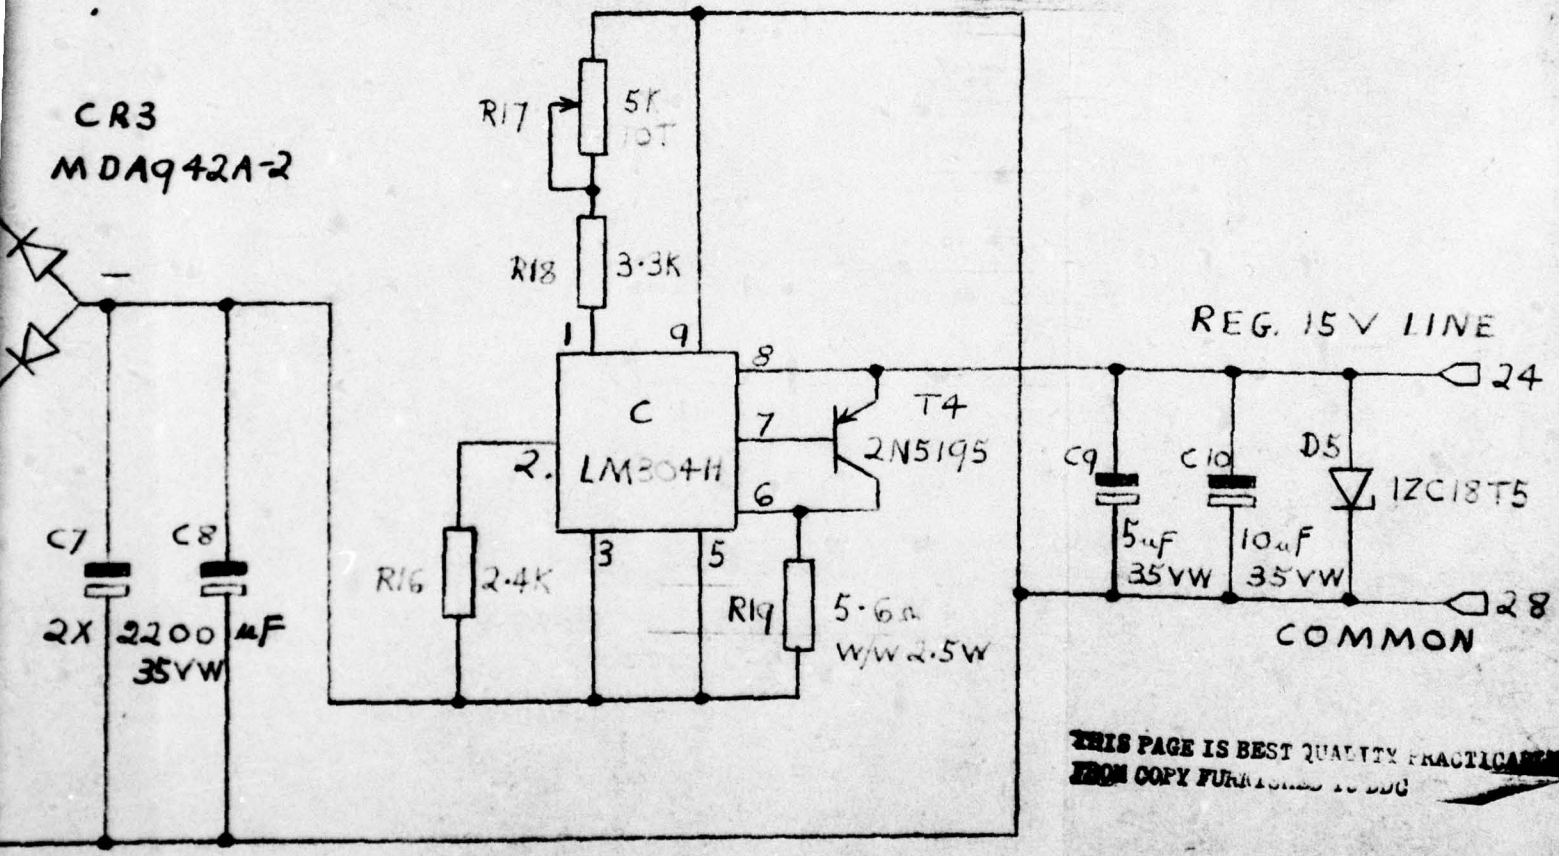 CR3
MDA942A-2
—
R17
5K
10T
R18
3.3K
1
9
8
7
6
2.
3
5
C
LM304H
T4
2N5195
REG. 15V LINE
24
C9
5uF
35VW
C10
10uF
35VW
D5
1ZC18T5
28
COMMON
C7
C8
2X 2200 uF
35VW
R16
2.4K
R19
5.6Ω
W/W 2.5W
THIS PAGE IS BEST QUALITY PRACTICABLE
FROM COPY FURNISHED TO DDC